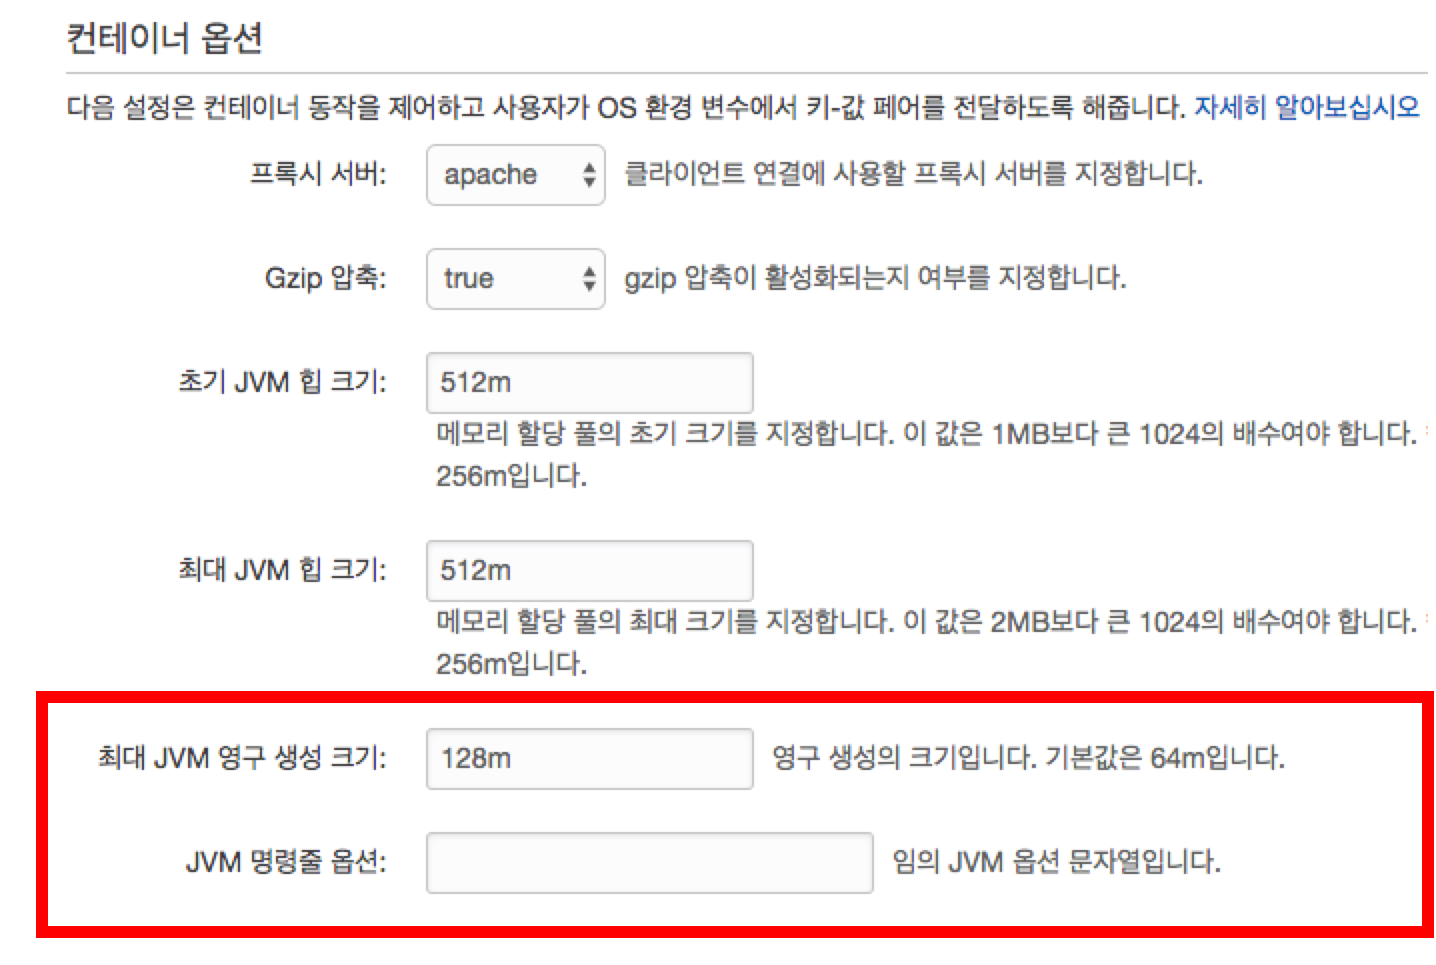 컨테이너 옵션
다음 설정은 컨테이너 동작을 제어하고 사용자가 OS 환경 변수에서 키-값 페어를 전달하도록 해줍니다. 자세히 알아보십시오
프록시 서버: apache 클라이언트 연결에 사용할 프록시 서버를 지정합니다.
Gzip 압축: true gzip 압축이 활성화되는지 여부를 지정합니다.
초기 JVM 힙 크기: 512m
메모리 할당 풀의 초기 크기를 지정합니다. 이 값은 1MB보다 큰 1024의 배수여야 합니다.
256m입니다.
최대 JVM 힙 크기: 512m
메모리 할당 풀의 최대 크기를 지정합니다. 이 값은 2MB보다 큰 1024의 배수여야 합니다.
256m입니다.
최대 JVM 영구 생성 크기: 128m 영구 생성의 크기입니다. 기본값은 64m입니다.
JVM 명령줄 옵션: 임의 JVM 옵션 문자열입니다.